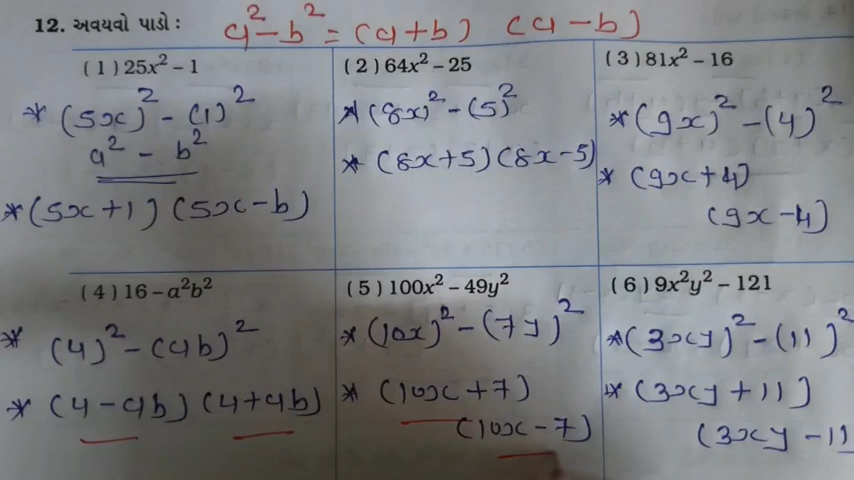 12. અવયવો પાડો : a² - b² = (a + b) (a - b)
(1) 25x² – 1
* (5x)² - (1)²
a² - b²
* (5x+1) (5x-b)
(2) 64x² – 25
* (8x)² - (5)²
* (8x+5) (8x-5)
(3) 81x² – 16
* (9x)² - (4)²
* (9x+4)
(9x-4)
(4) 16 – a²b²
* (4)² - (ab)²
* (4-ab) (4+ab)
(5) 100x² – 49y²
* (10x)² - (7y)²
* (10x+7)
(10x-7)
(6) 9x²y² – 121
* (3xy)² - (11)²
* (3xy+11)
(3xy-11